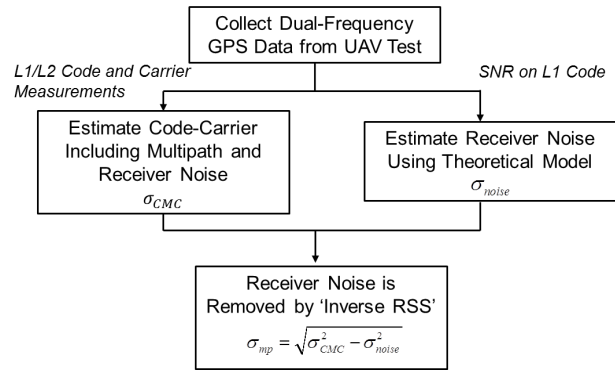 Collect Dual-Frequency
GPS Data from UAV Test
L1/L2 Code and Carrier
Measurements
SNR on L1 Code
Estimate Code-Carrier
Including Multipath and
Receiver Noise
σ_CMC
Estimate Receiver Noise
Using Theoretical Model
σ_noise
Receiver Noise is
Removed by ‘Inverse RSS’
σ_mp = √(σ²_CMC − σ²_noise)